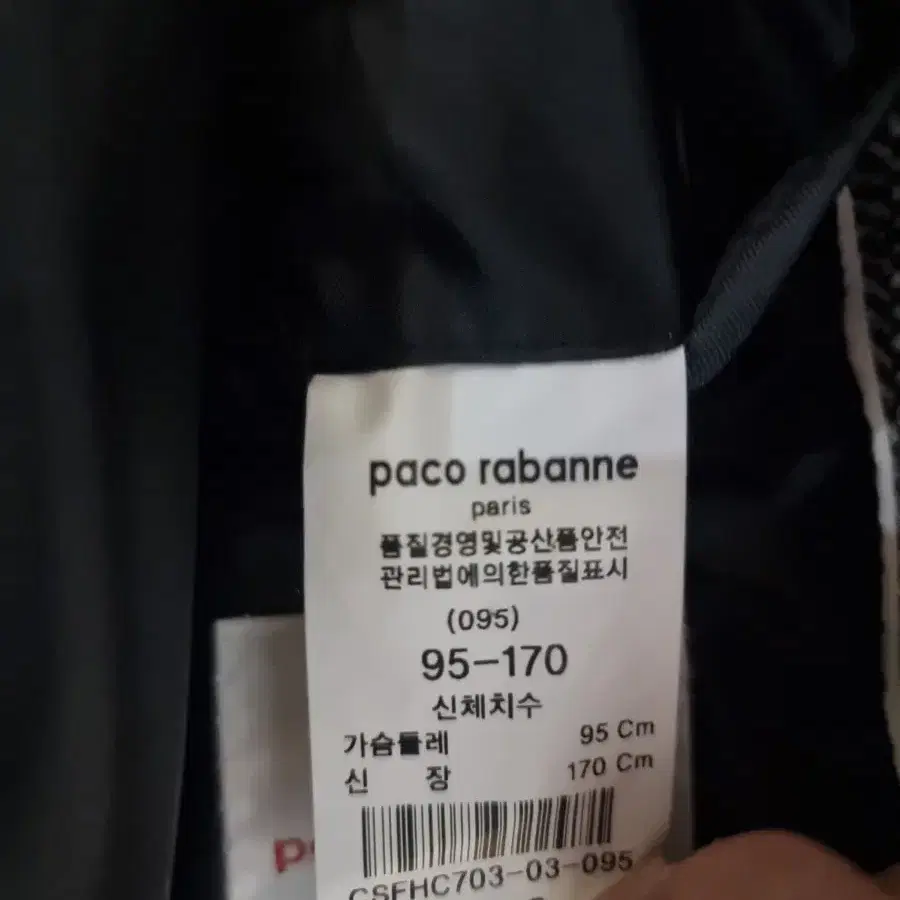 paco rabanne
paris
품질경영및공산품안전
관리법에의한품질표시
(095)
95-170
신체치수
가슴둘레 95 Cm
신 장 170 Cm
CSFHC703-03-095